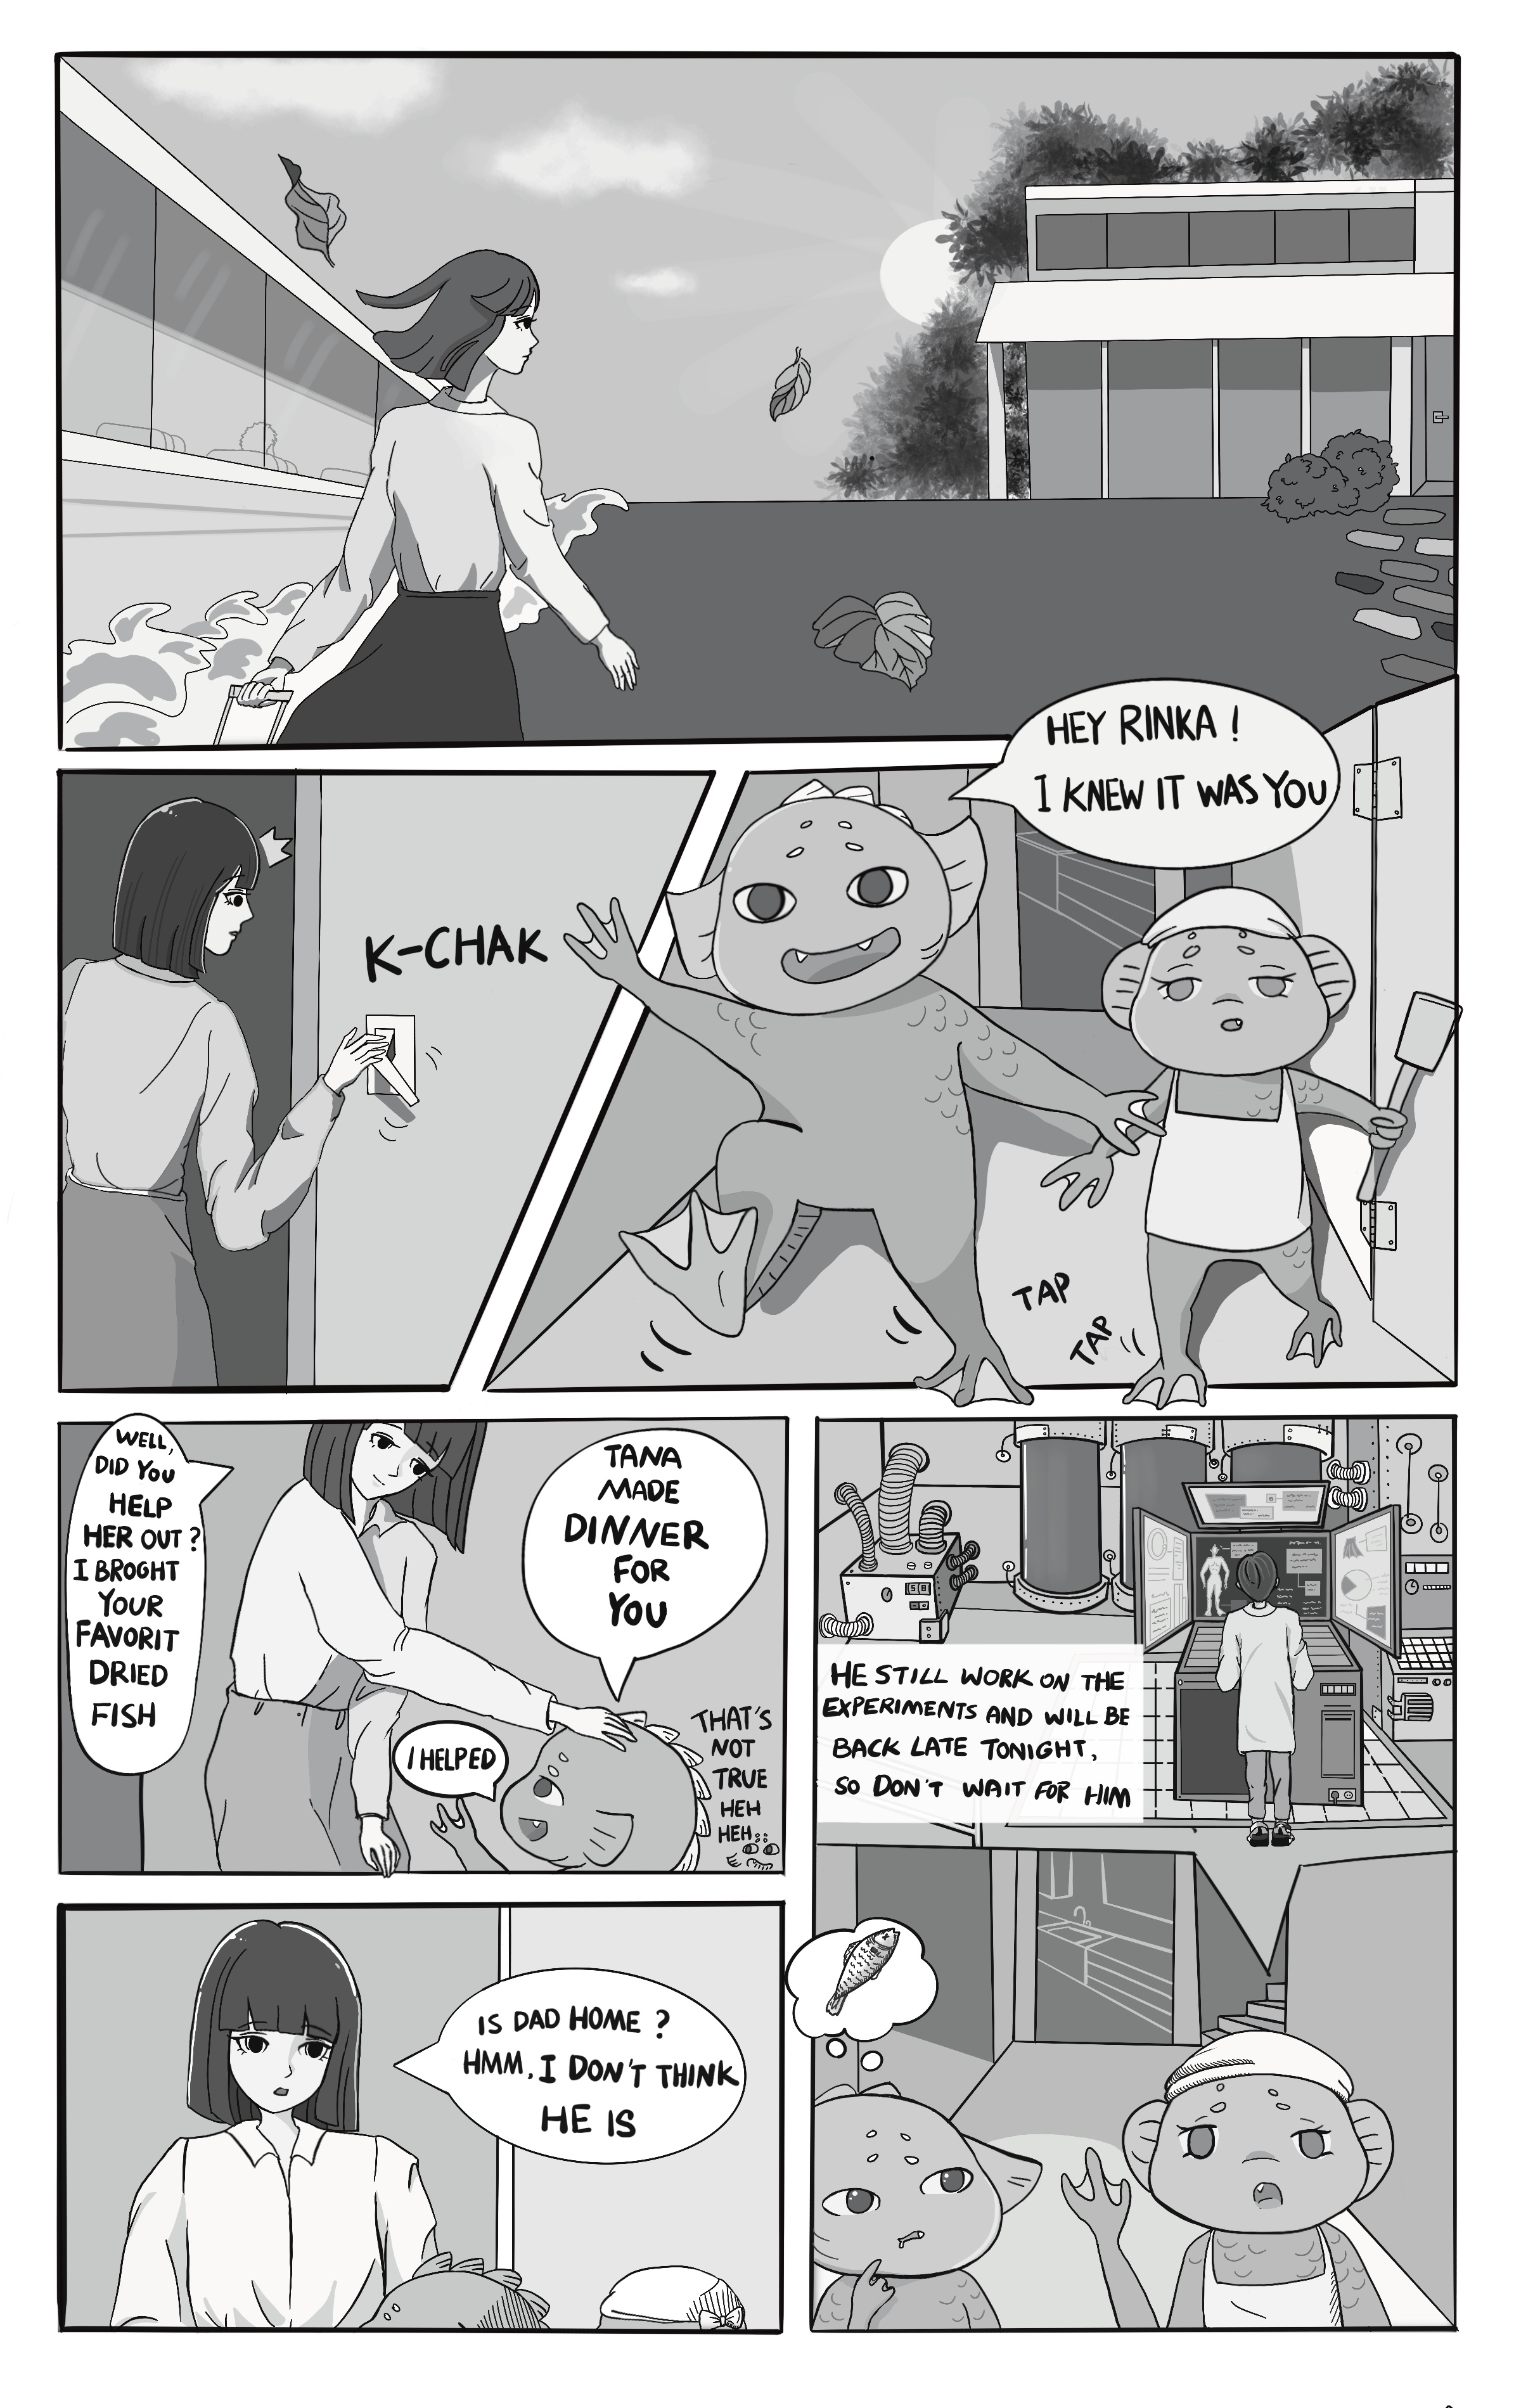 HEY RINKA !
I KNEW IT WAS YOU
K-CHAK
TAP
TAP
WELL,
DID YOU
HELP
HER OUT ?
I BROGHT
YOUR
FAVORIT
DRIED
FISH
TANA
MADE
DINNER
FOR
YOU
I HELPED
THAT'S
NOT
TRUE
HEH
HEH..
IS DAD HOME ?
HMM. I DON'T THINK
HE IS
HE STILL WORK ON THE
EXPERIMENTS AND WILL BE
BACK LATE TONIGHT,
SO DON'T WAIT FOR HIM